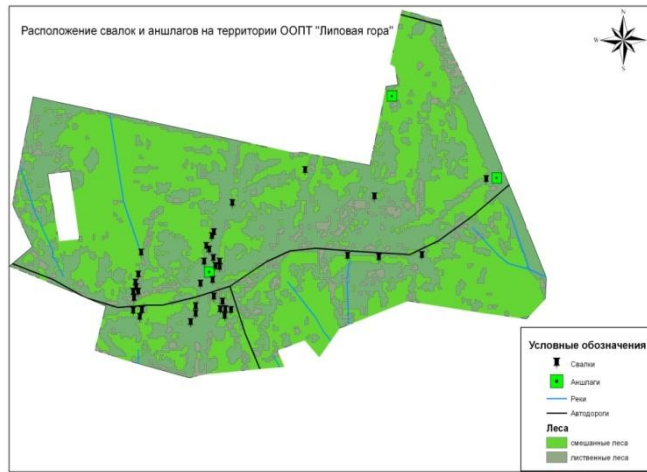 Расположение свалок и аншлагов на территории ООПТ "Липовая гора"
N
W E
S
Условные обозначения
Свалки
Аншлаги
Реки
Автодороги
Леса
смешанные леса
лиственные леса